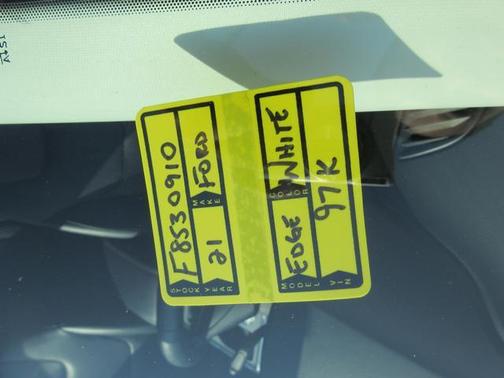 STOCK F8530910
YEAR 21 MAKE FORD
MODEL EDGE COLOR WHITE
VIN 97K